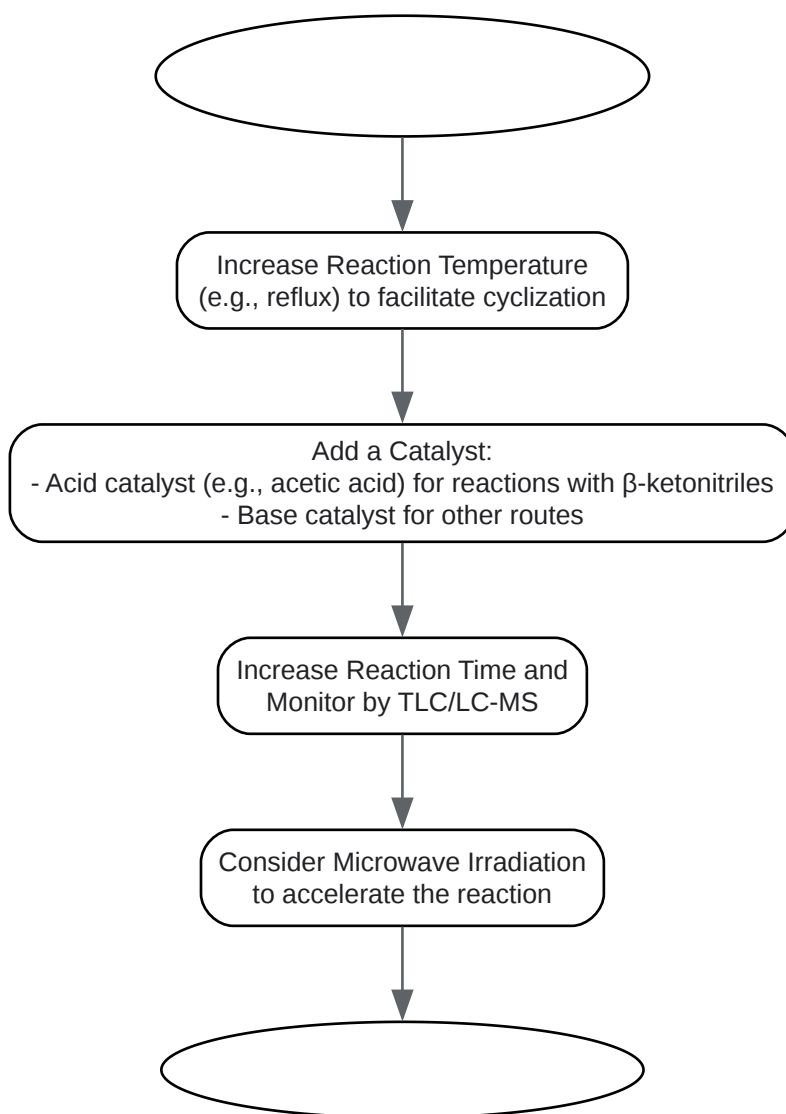 Increase Reaction Temperature
(e.g., reflux) to facilitate cyclization
Add a Catalyst:
- Acid catalyst (e.g., acetic acid) for reactions with β-ketonitriles
- Base catalyst for other routes
Increase Reaction Time and
Monitor by TLC/LC-MS
Consider Microwave Irradiation
to accelerate the reaction